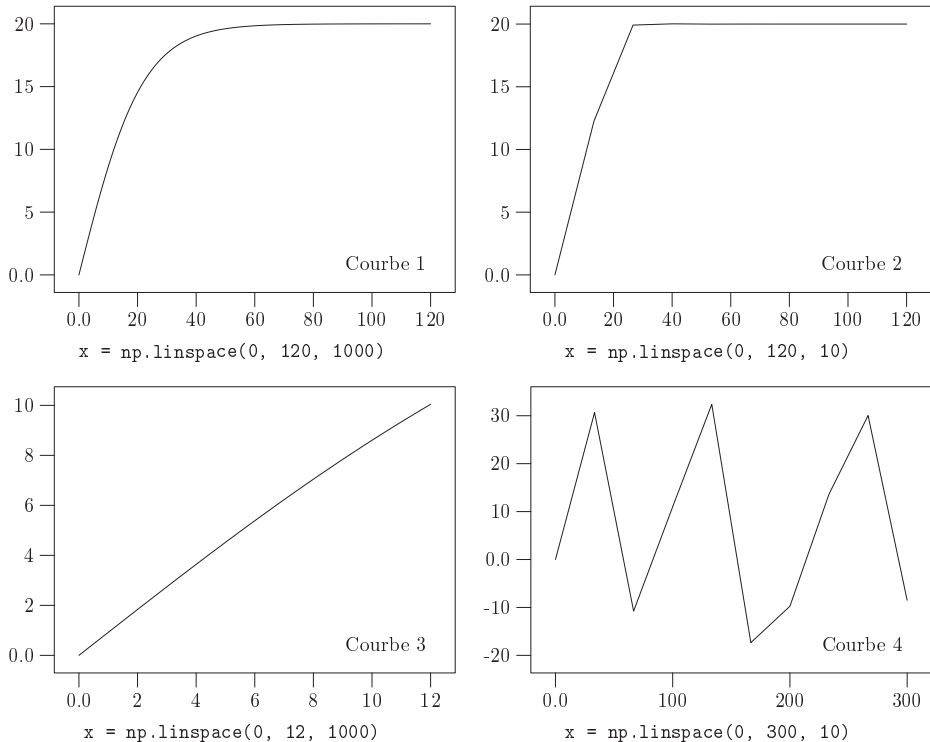 20
15
10
5
0.0
Courbe 1
0.0 20 40 60 80 100 120
x = np.linspace(0, 120, 1000)
20
15
10
5
0.0
Courbe 2
0.0 20 40 60 80 100 120
x = np.linspace(0, 120, 10)
10
8
6
4
2
0.0
Courbe 3
0.0 2 4 6 8 10 12
x = np.linspace(0, 12, 1000)
30
20
10
0.0
-10
-20
Courbe 4
0.0 100 200 300
x = np.linspace(0, 300, 10)